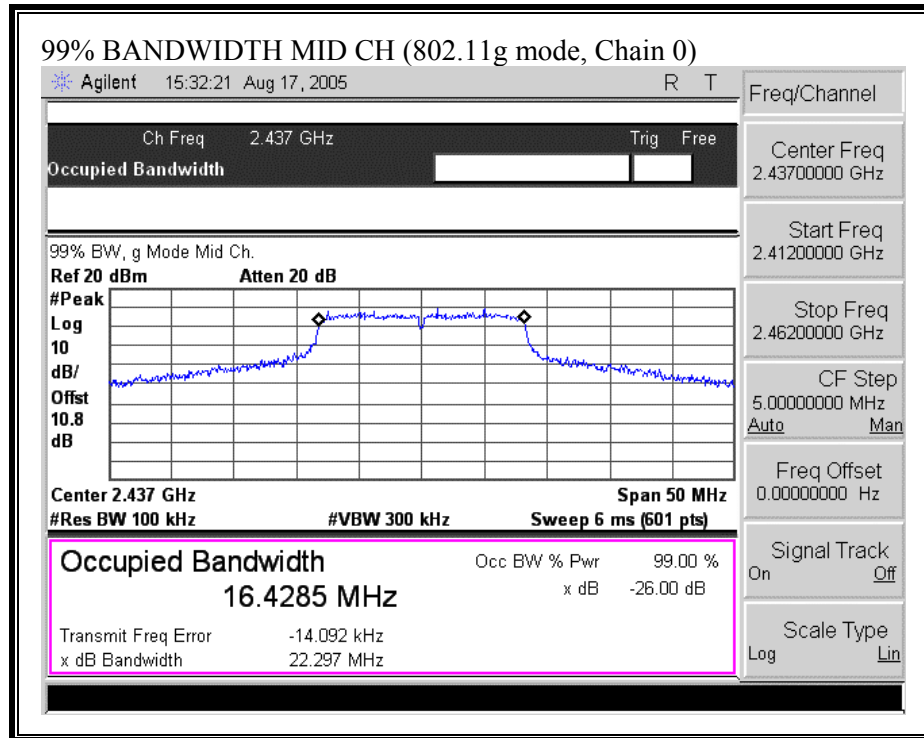 99% BANDWIDTH MID CH (802.11g mode, Chain 0)
Agilent 15:32:21 Aug 17, 2005 R T
Freq/Channel
Ch Freq 2.437 GHz Trig Free
Occupied Bandwidth
Center Freq
2.43700000 GHz
Start Freq
2.41200000 GHz
Stop Freq
2.46200000 GHz
CF Step
5.00000000 MHz
Auto Man
Freq Offset
0.00000000 Hz
Signal Track
On Off
Scale Type
Log Lin
99% BW, g Mode Mid Ch.
Ref 20 dBm Atten 20 dB
#Peak
Log
10
dB/
Offst
10.8
dB
Center 2.437 GHz Span 50 MHz
#Res BW 100 kHz #VBW 300 kHz Sweep 6 ms (601 pts)
Occupied Bandwidth Occ BW % Pwr 99.00 %
16.4285 MHz x dB -26.00 dB
Transmit Freq Error -14.092 kHz
x dB Bandwidth 22.297 MHz